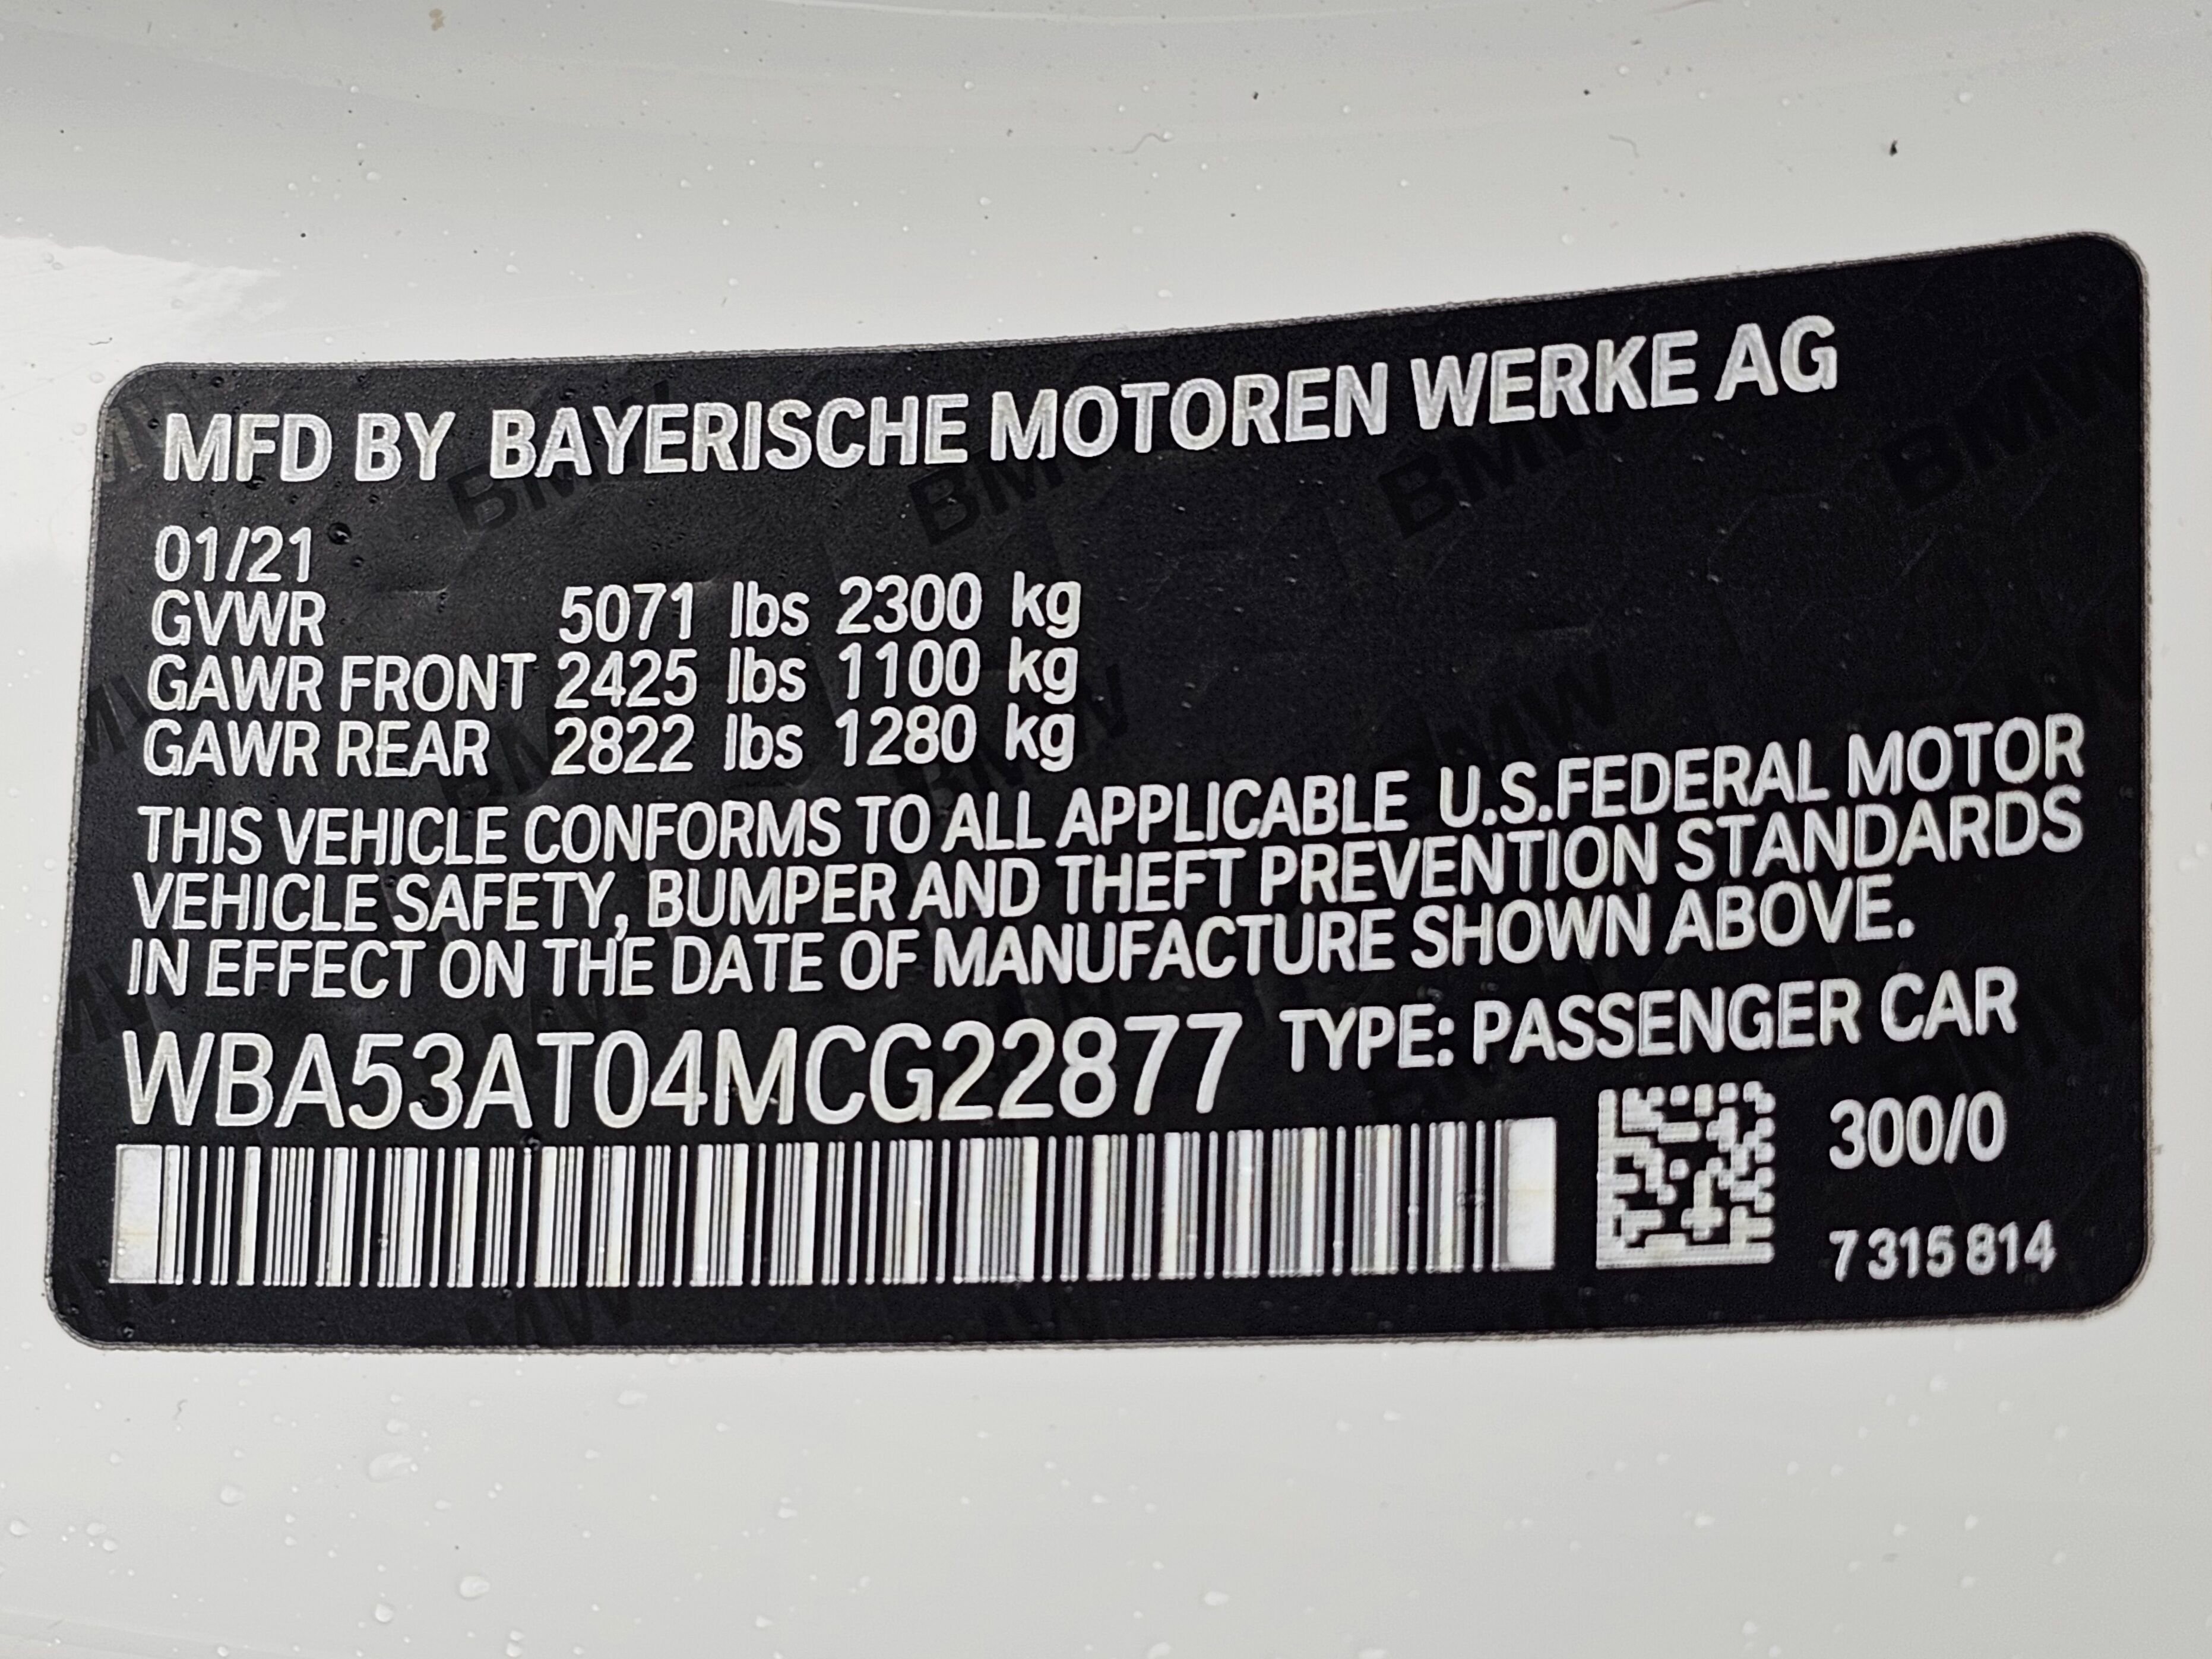 MFD BY BAYERISCHE MOTOREN WERKE AG
01/21
GVWR 5071 lbs 2300 kg
GAWR FRONT 2425 lbs 1100 kg
GAWR REAR 2822 lbs 1280 kg
THIS VEHICLE CONFORMS TO ALL APPLICABLE U.S.FEDERAL MOTOR
VEHICLE SAFETY, BUMPER AND THEFT PREVENTION STANDARDS
IN EFFECT ON THE DATE OF MANUFACTURE SHOWN ABOVE.
WBA53AT04MCG22877 TYPE: PASSENGER CAR
300/0
7 315 814